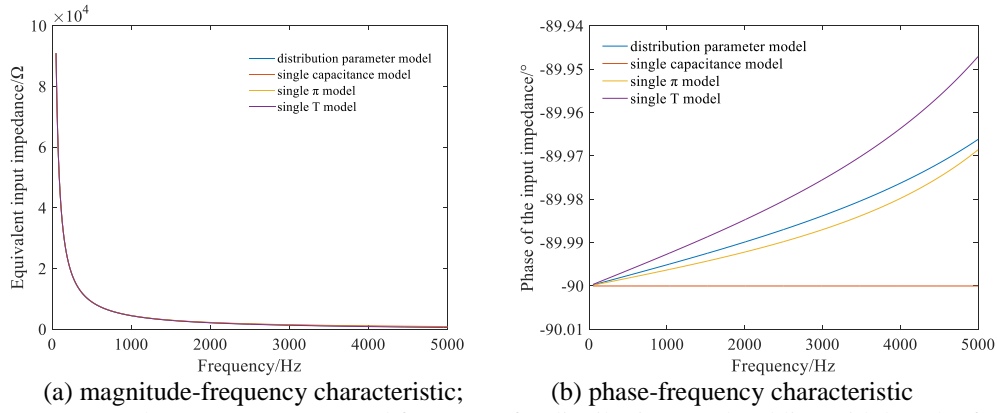 ×10⁴
10
8
6
4
2
0
0 1000 2000 3000 4000 5000
Equivalent input impedance/Ω
Frequency/Hz
distribution parameter model
single capacitance model
single π model
single T model
(a) magnitude-frequency characteristic;
-89.94
-89.95
-89.96
-89.97
-89.98
-89.99
-90
-90.01
0 1000 2000 3000 4000 5000
Phase of the input impedance/°
Frequency/Hz
distribution parameter model
single capacitance model
single π model
single T model
(b) phase-frequency characteristic